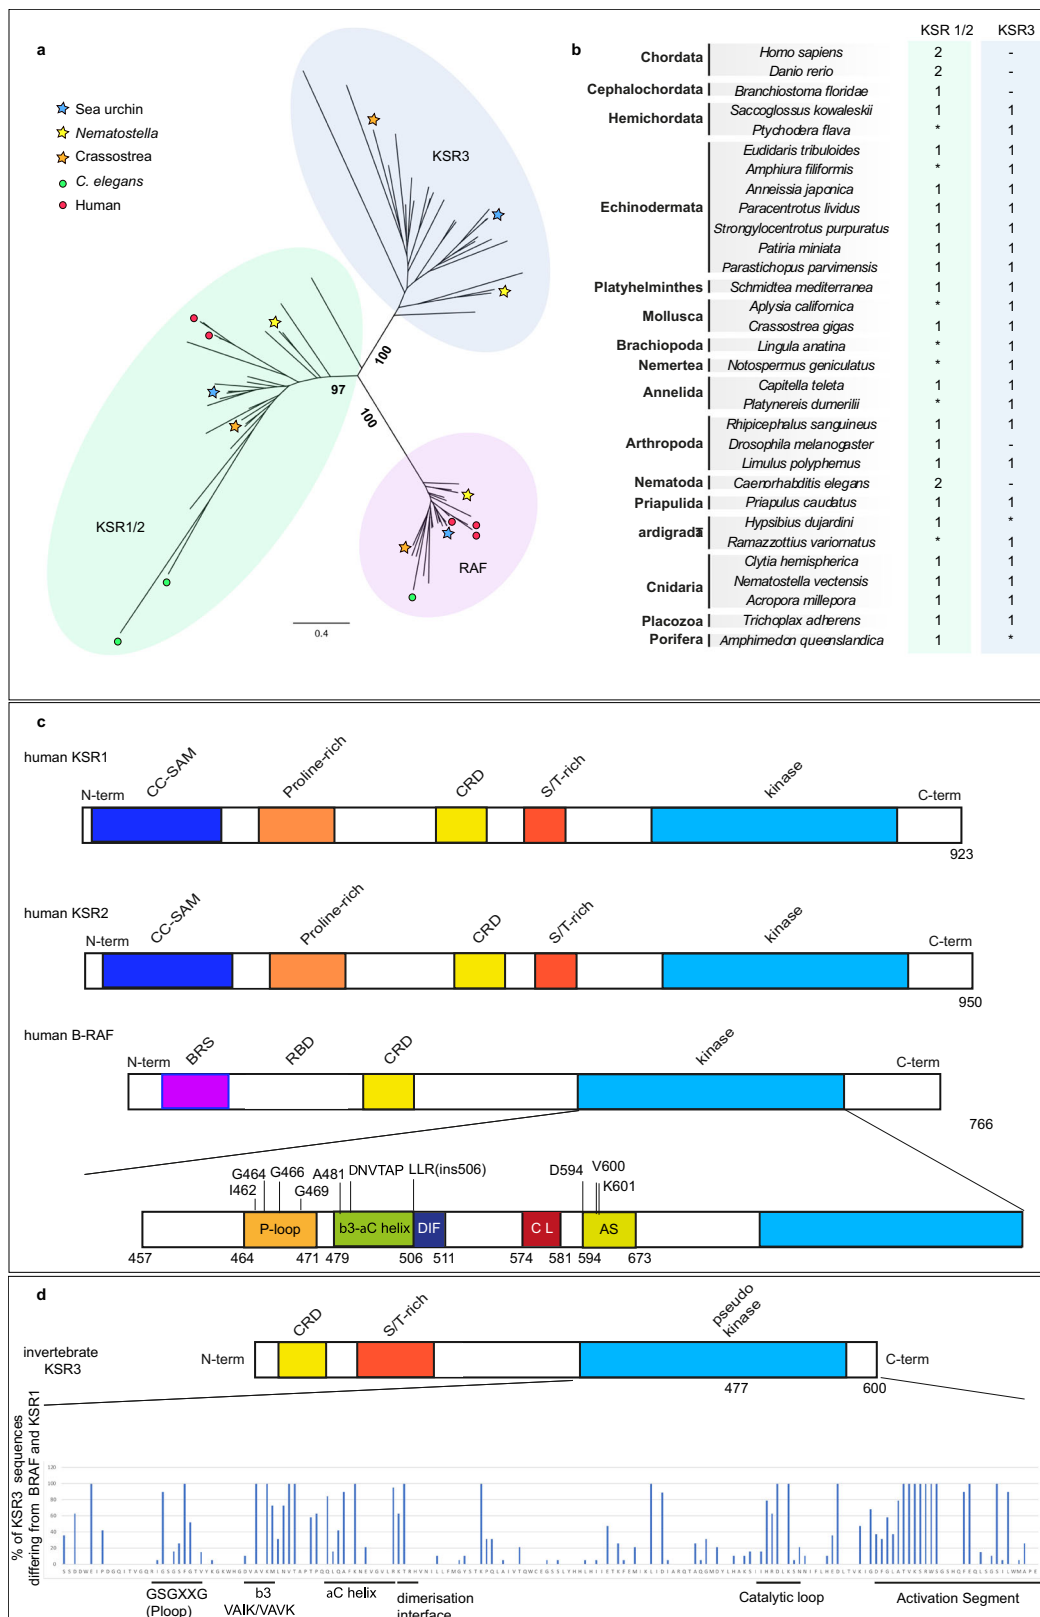 a
Sea urchin
Nematostella
Crassostrea
C. elegans
Human
KSR3
100
97
100
KSR1/2
RAF
0.4
b
KSR 1/2 KSR3
Chordata
Homo sapiens 2 -
Danio rerio 2 -
Cephalochordata
Branchiostoma floridae 1 -
Hemichordata
Saccoglossus kowaleskii 1 1
Ptychodera flava * 1
Echinodermata
Eudidaris tribuloides 1 1
Amphiura filiformis * 1
Anneissia japonica 1 1
Paracentrotus lividus 1 1
Strongylocentrotus purpuratus 1 1
Patiria miniata 1 1
Parastichopus parvimensis 1 1
Platyhelminthes
Schmidtea mediterranea 1 1
Mollusca
Aplysia californica * 1
Crassostrea gigas 1 1
Brachiopoda
Lingula anatina * 1
Nemertea
Notospermus geniculatus * 1
Annelida
Capitella teleta 1 1
Platynereis dumerilii * 1
Arthropoda
Rhipicephalus sanguineus 1 1
Drosophila melanogaster 1 -
Limulus polyphemus 1 1
Nematoda
Caenorhabditis elegans 2 -
Priapulida
Priapulus caudatus 1 1
ardigrada
Hypsibius dujardini 1 *
Ramazzottius variornatus * 1
Cnidaria
Clytia hemispherica 1 1
Nematostella vectensis 1 1
Acropora millepora 1 1
Placozoa
Trichoplax adherens 1 1
Porifera
Amphimedon queenslandica 1 *
c
human KSR1
N-term CC-SAM Proline-rich CRD S/T-rich kinase C-term
923
human KSR2
N-term CC-SAM Proline-rich CRD S/T-rich kinase C-term
950
human B-RAF
N-term BRS RBD CRD kinase C-term
766
I462 G464 G466 G469 A481 DNVTAP LLR(ins506) D594 V600 K601
P-loop b3-aC helix DIF C L AS
457 464 471 479 506 511 574 581 594 673
d
invertebrate
KSR3
N-term CRD S/T-rich pseudo
kinase C-term
477 600
% of KSR3 sequences
differing from BRAF and KSR1
120
100
80
60
40
20
0
GSGXXG
(Ploop)
b3
VAIK/VAVK
aC helix
dimerisation
interface
Catalytic loop
Activation Segment